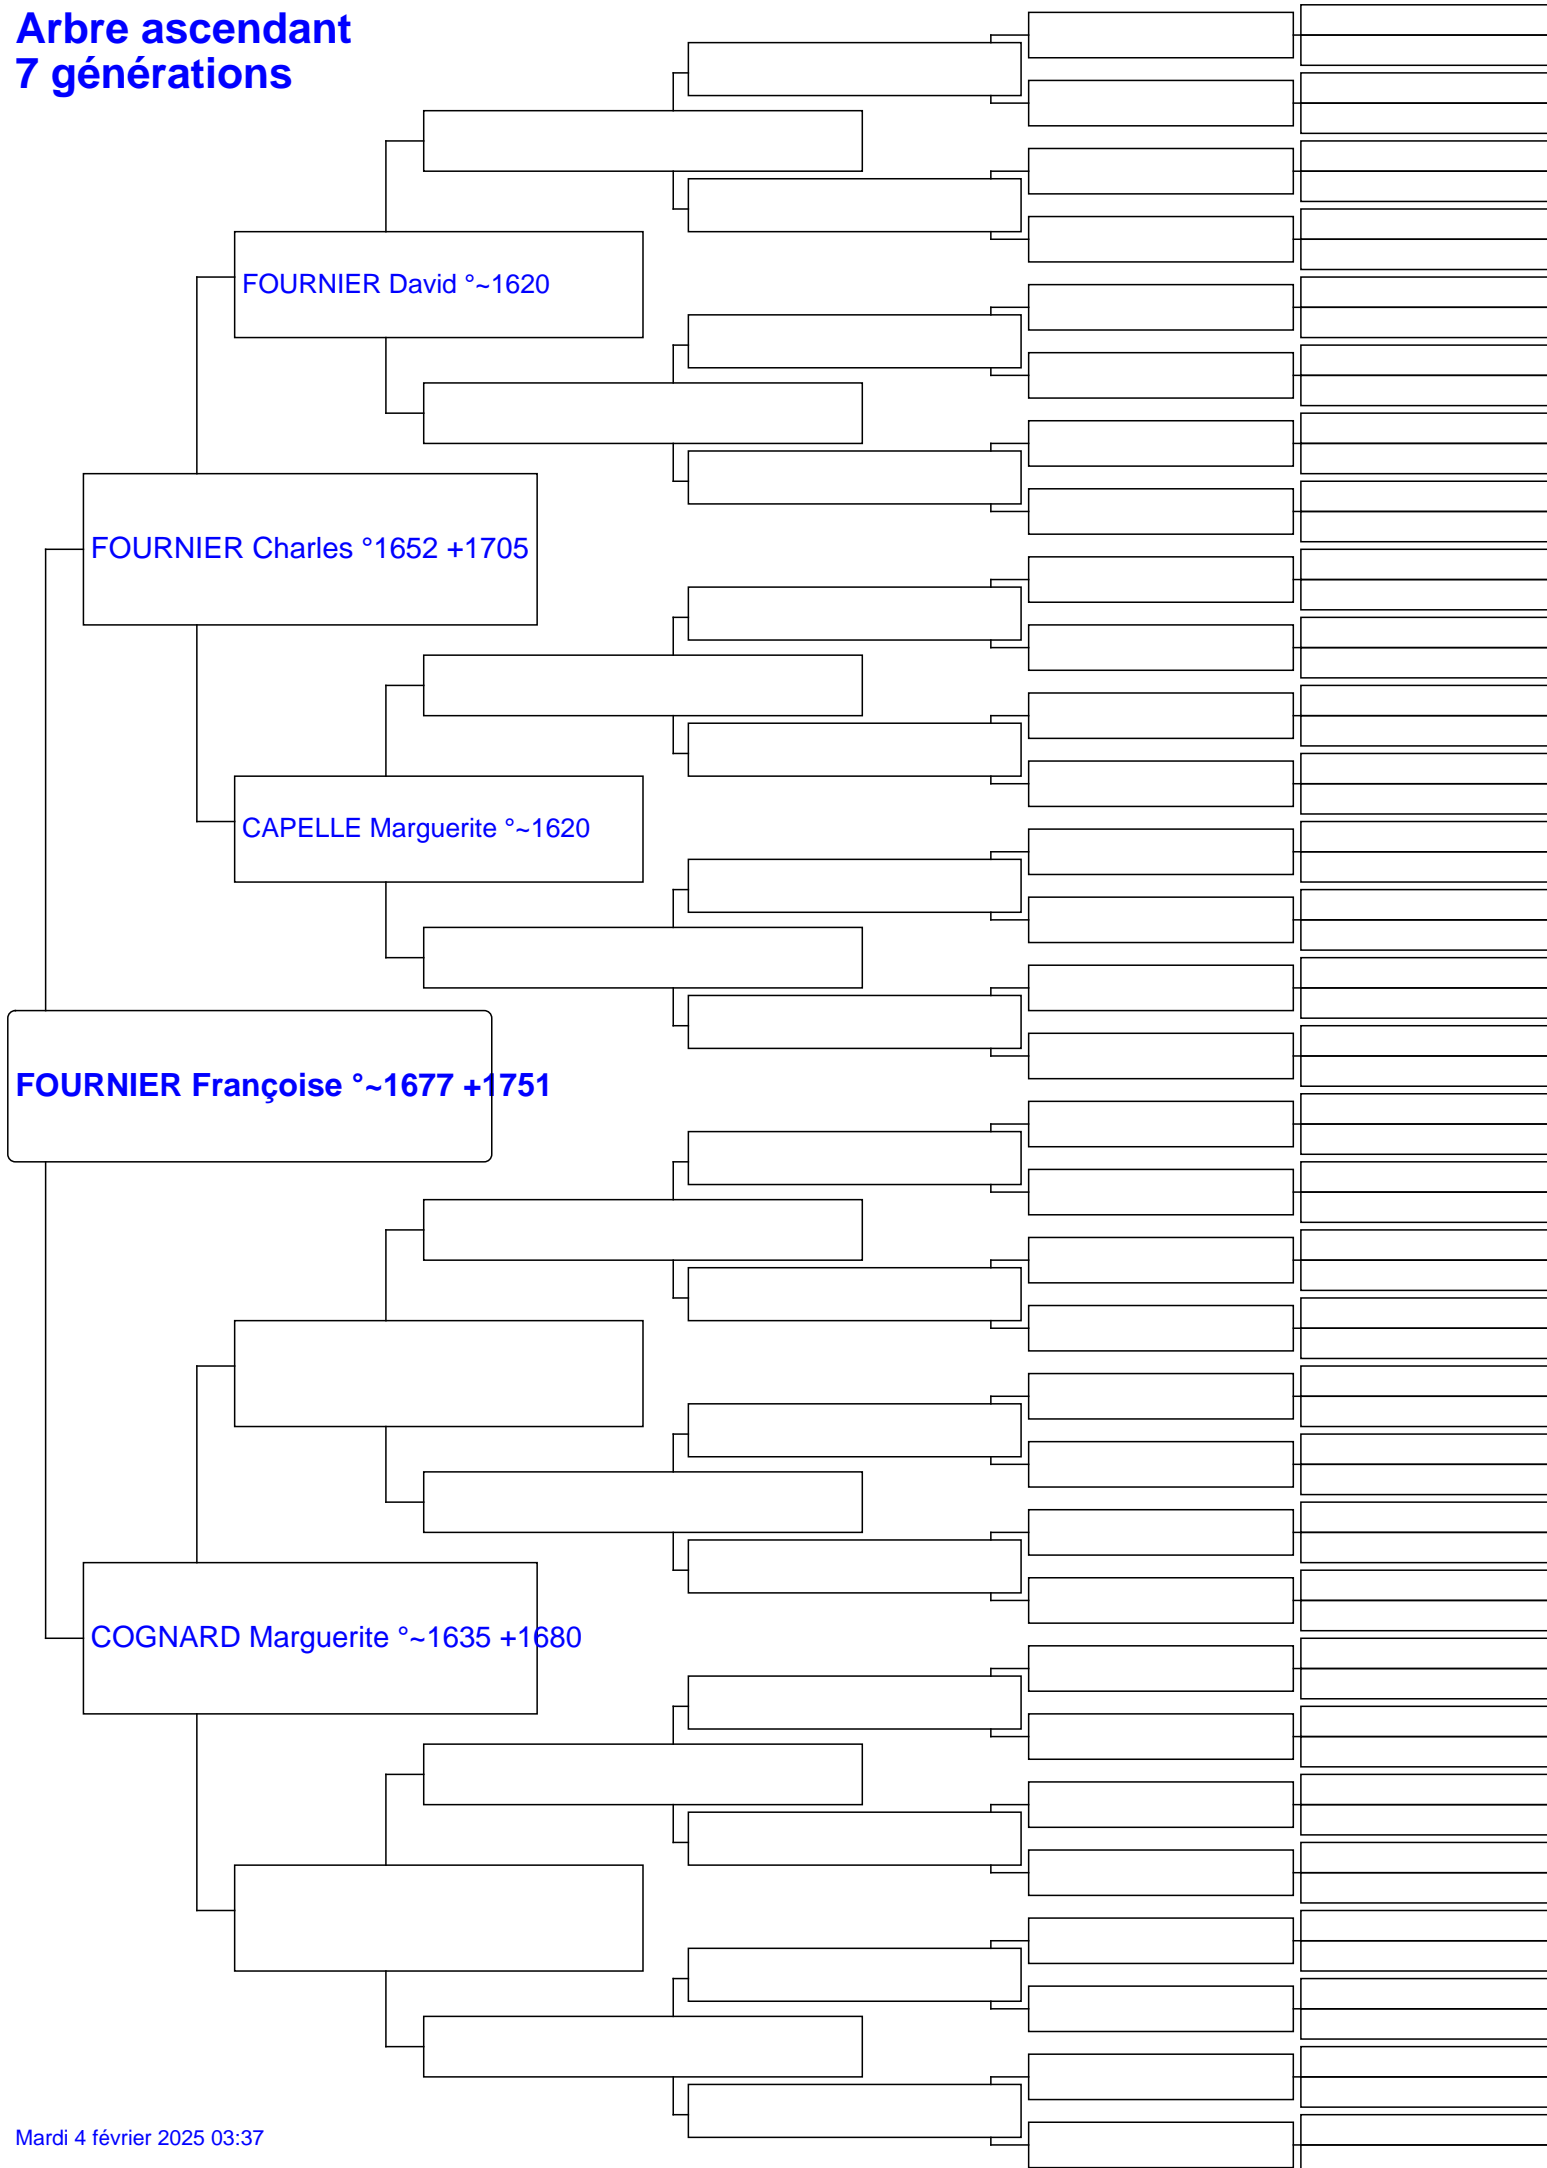 Arbre ascendant
7 générations
FOURNIER David °~1620
FOURNIER Charles °1652 +1705
CAPELLE Marguerite °~1620
FOURNIER Françoise °~1677 +1751
COGNARD Marguerite °~1635 +1680
Mardi 4 février 2025 03:37